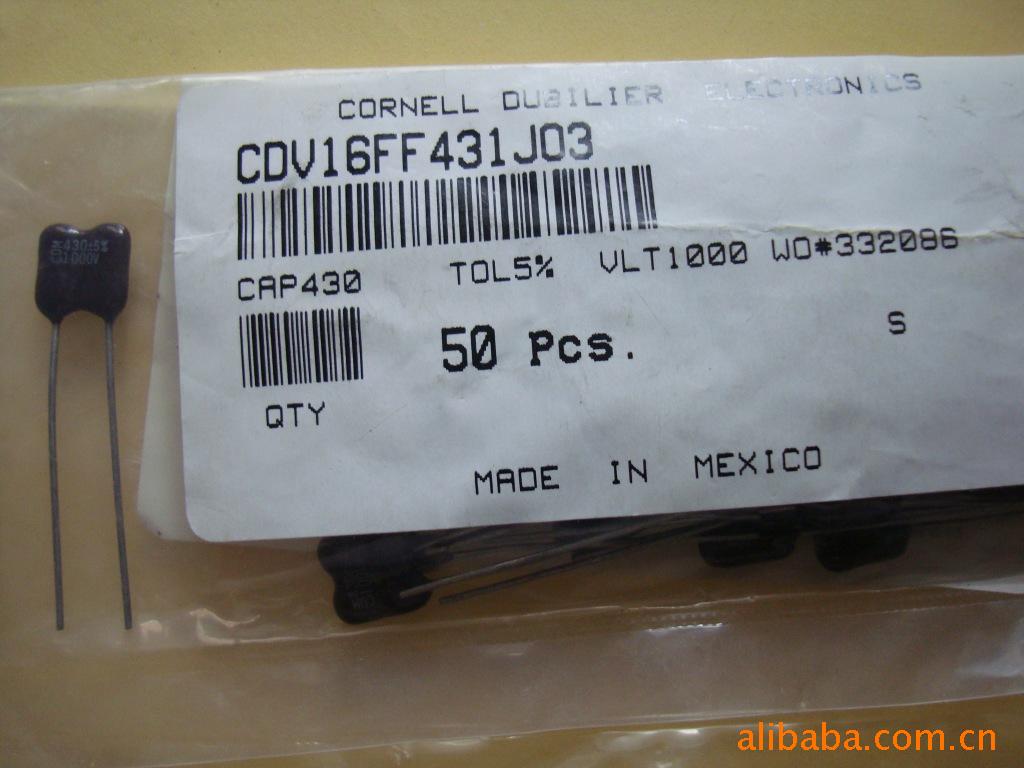 CORNELL DUBILIER ELECTRONICS
CDV16FF431J03
CAP430 TOL5% VLT1000 WO#332086
50 Pcs. S
QTY
MADE IN MEXICO
430±5%
1000V
alibaba.com.cn